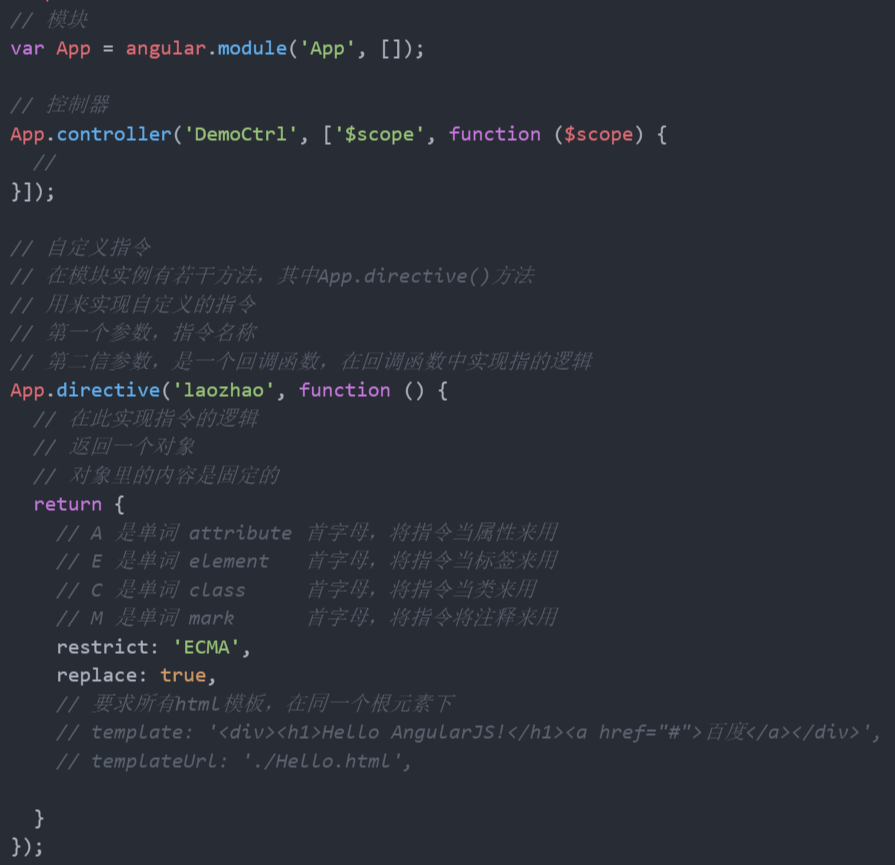 // 模块
var App = angular.module('App', []);
// 控制器
App.controller('DemoCtrl', ['$scope', function ($scope) {
  //
}]);
// 自定义指令
// 在模块实例有若干方法，其中App.directive()方法
// 用来实现自定义的指令
// 第一个参数，指令名称
// 第二信参数，是一个回调函数，在回调函数中实现指的逻辑
App.directive('laozhao', function () {
  // 在此实现指令的逻辑
  // 返回一个对象
  // 对象里的内容是固定的
  return {
    // A 是单词 attribute 首字母，将指令当属性来用
    // E 是单词 element   首字母，将指令当标签来用
    // C 是单词 class     首字母，将指令当类来用
    // M 是单词 mark      首字母，将指令将注释来用
    restrict: 'ECMA',
    replace: true,
    // 要求所有html模板，在同一个根元素下
    // template: '<div><h1>Hello AngularJS!</h1><a href="#">百度</a></div>',
    // templateUrl: './Hello.html',
  }
});